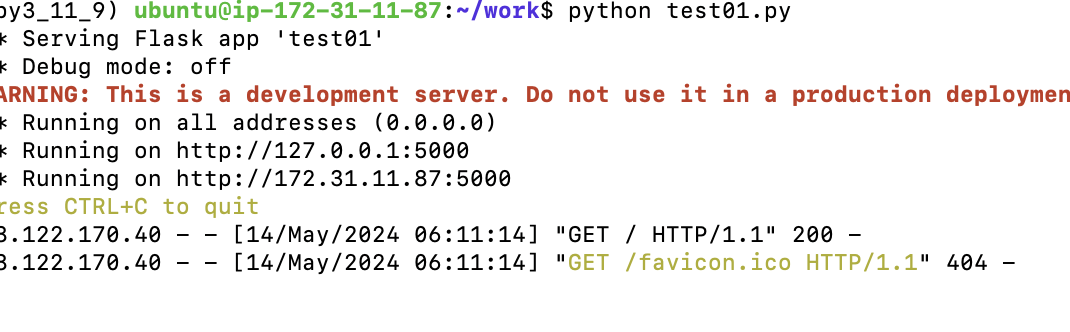 py3_11_9) ubuntu@ip-172-31-11-87:~/work$ python test01.py
* Serving Flask app 'test01'
* Debug mode: off
ARNING: This is a development server. Do not use it in a production deploymen
* Running on all addresses (0.0.0.0)
* Running on http://127.0.0.1:5000
* Running on http://172.31.11.87:5000
ress CTRL+C to quit
3.122.170.40 - - [14/May/2024 06:11:14] "GET / HTTP/1.1" 200 -
3.122.170.40 - - [14/May/2024 06:11:14] "GET /favicon.ico HTTP/1.1" 404 -